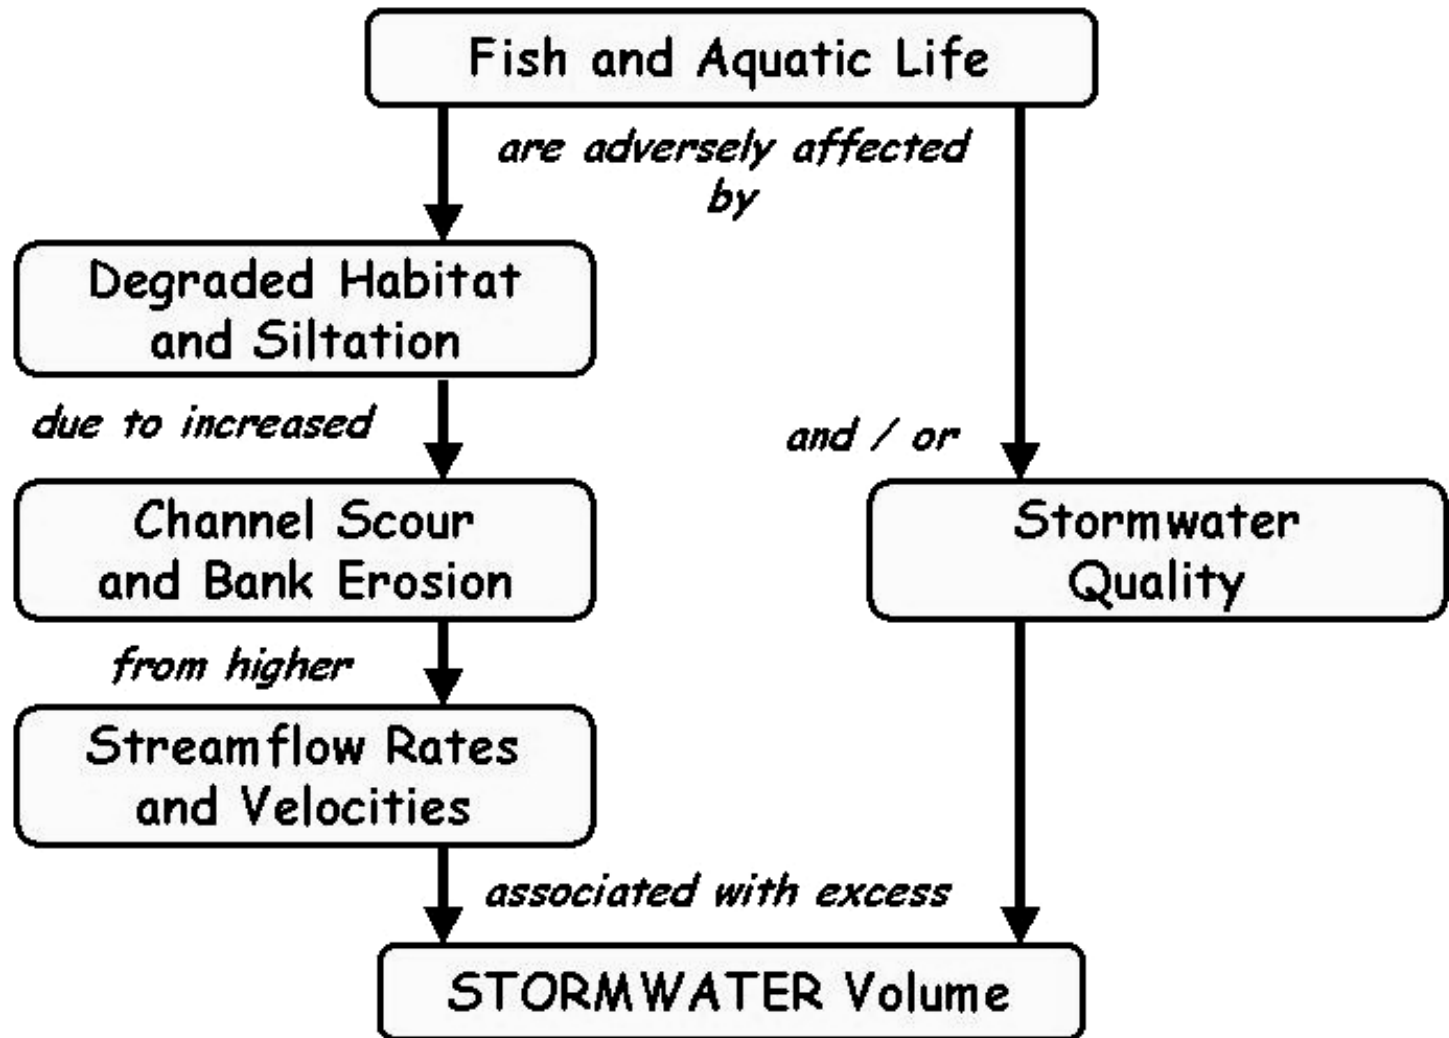 Fish and Aquatic Life
are adversely affected
by
Degraded Habitat
and Siltation
due to increased
and / or
Channel Scour
and Bank Erosion
Stormwater
Quality
from higher
Streamflow Rates
and Velocities
associated with excess
STORMWATER Volume